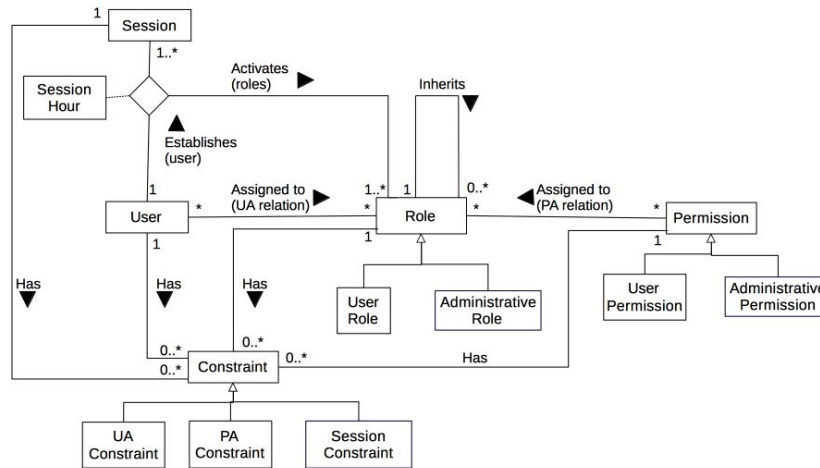 1
Session
1..*
Session
Hour
Activates
(roles)
Inherits
Establishes
(user)
1
1..*
1
0..*
Assigned to
(UA relation)
Assigned to
(PA relation)
*
*
*
*
User
Role
Permission
1
1
1
Has
Has
Has
User
Role
Administrative
Role
User
Permission
Administrative
Permission
0..*
0..*
0..*
0..*
Has
Constraint
UA
Constraint
PA
Constraint
Session
Constraint